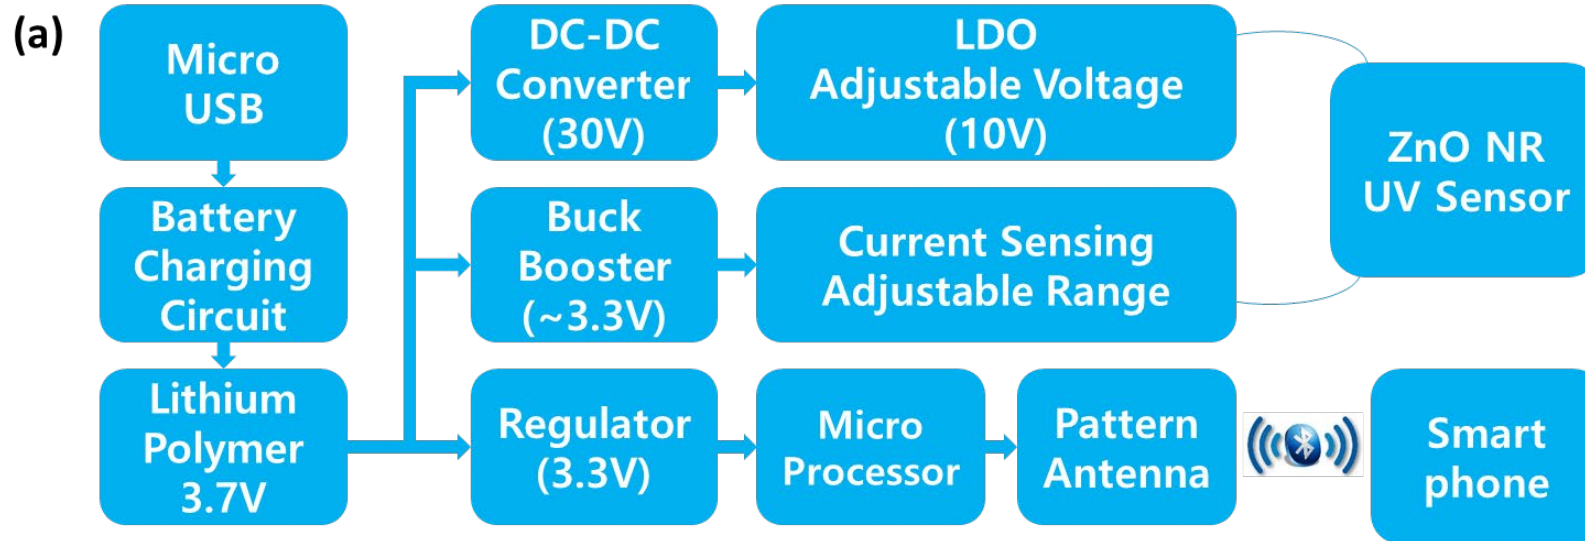 (a)
Micro
USB
Battery
Charging
Circuit
Lithium
Polymer
3.7V
DC-DC
Converter
(30V)
LDO
Adjustable Voltage
(10V)
Buck
Booster
(~3.3V)
Current Sensing
Adjustable Range
ZnO NR
UV Sensor
Regulator
(3.3V)
Micro
Processor
Pattern
Antenna
Smart
phone